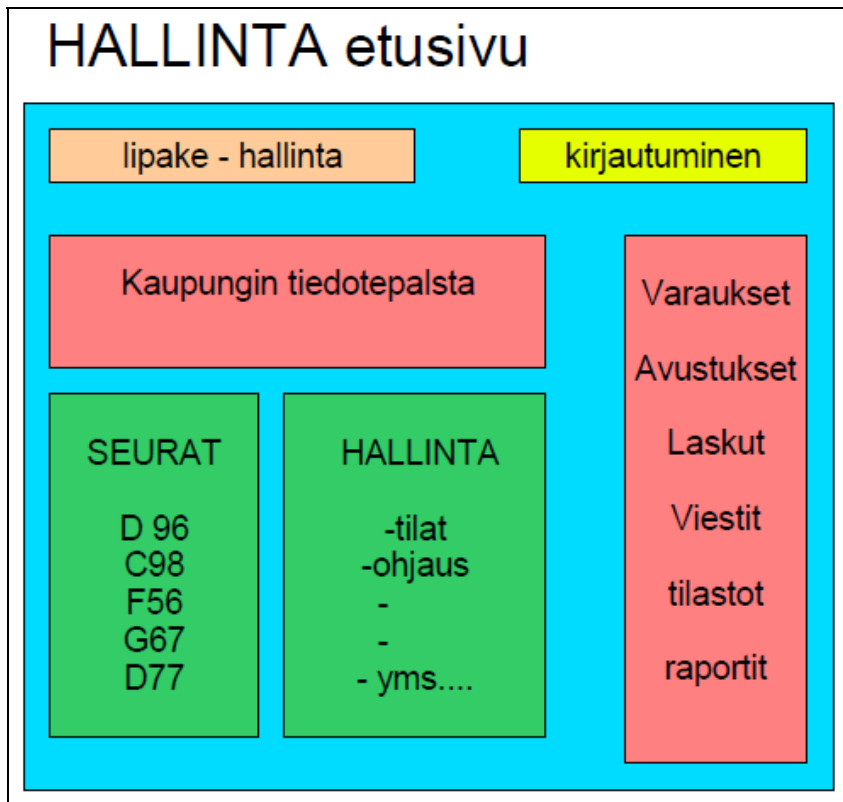 HALLINTA etusivu
lipake - hallinta
kirjautuminen
Kaupungin tiedotepalsta
SEURAT
D 96
C98
F56
G67
D77
HALLINTA
-tilat
-ohjaus
-
-
- yms....
Varaukset
Avustukset
Laskut
Viestit
tilastot
raportit